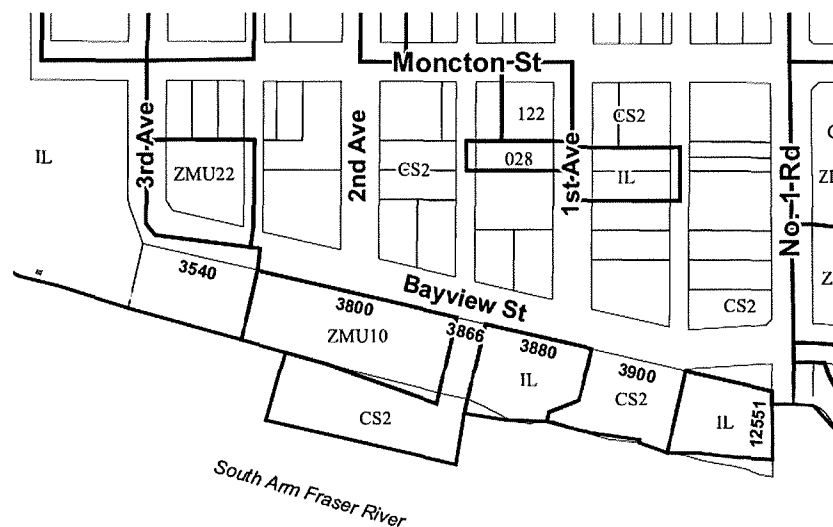 Moncton St
3rd Ave
2nd Ave
1st Ave
No. 1 Rd
122
CS2
IL
ZMU22
CS2
028
IL
CS2
Bayview St
3540
3800
ZMU10
3866
3880
IL
3900
CS2
IL
12551
CS2
South Arm Fraser River